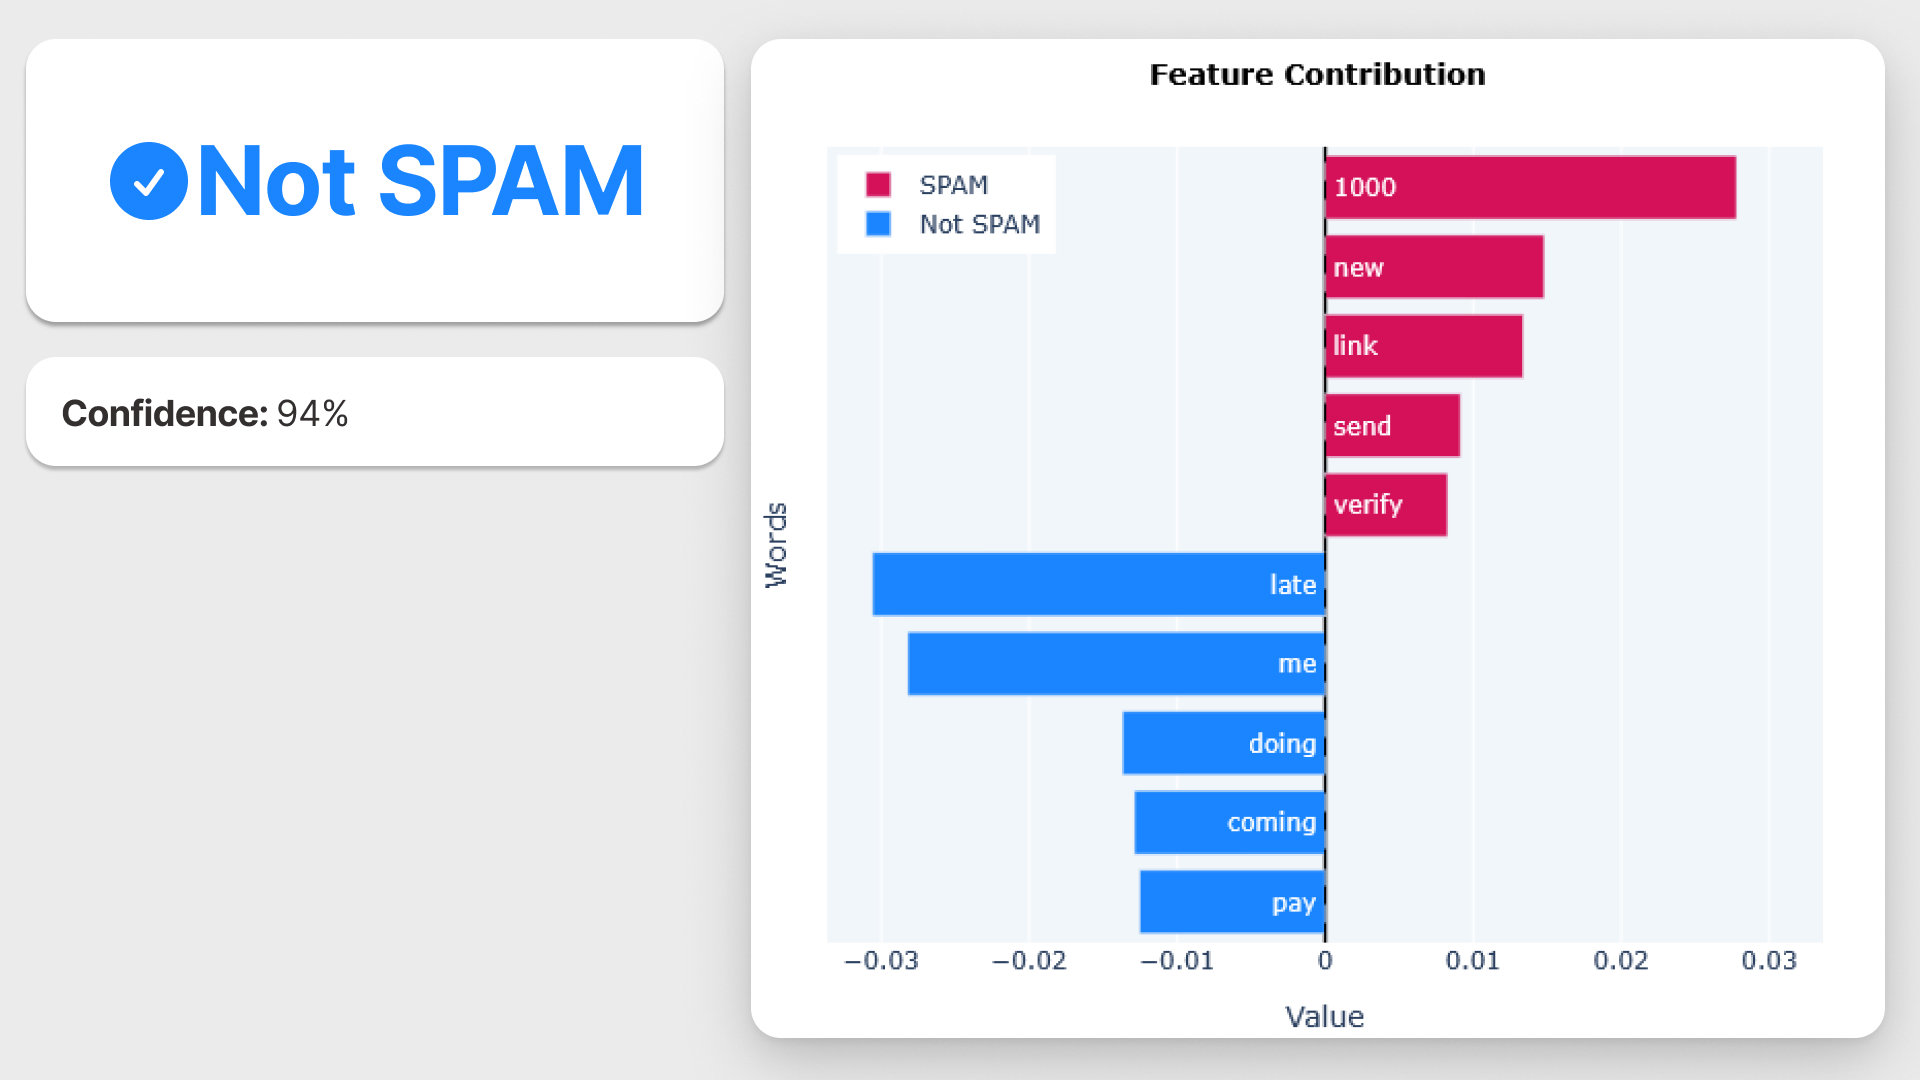 Not SPAM
Confidence: 94%
Feature Contribution
SPAM
Not SPAM
1000
new
link
send
verify
late
me
doing
coming
pay
Words
−0.03 −0.02 −0.01 0 0.01 0.02 0.03
Value